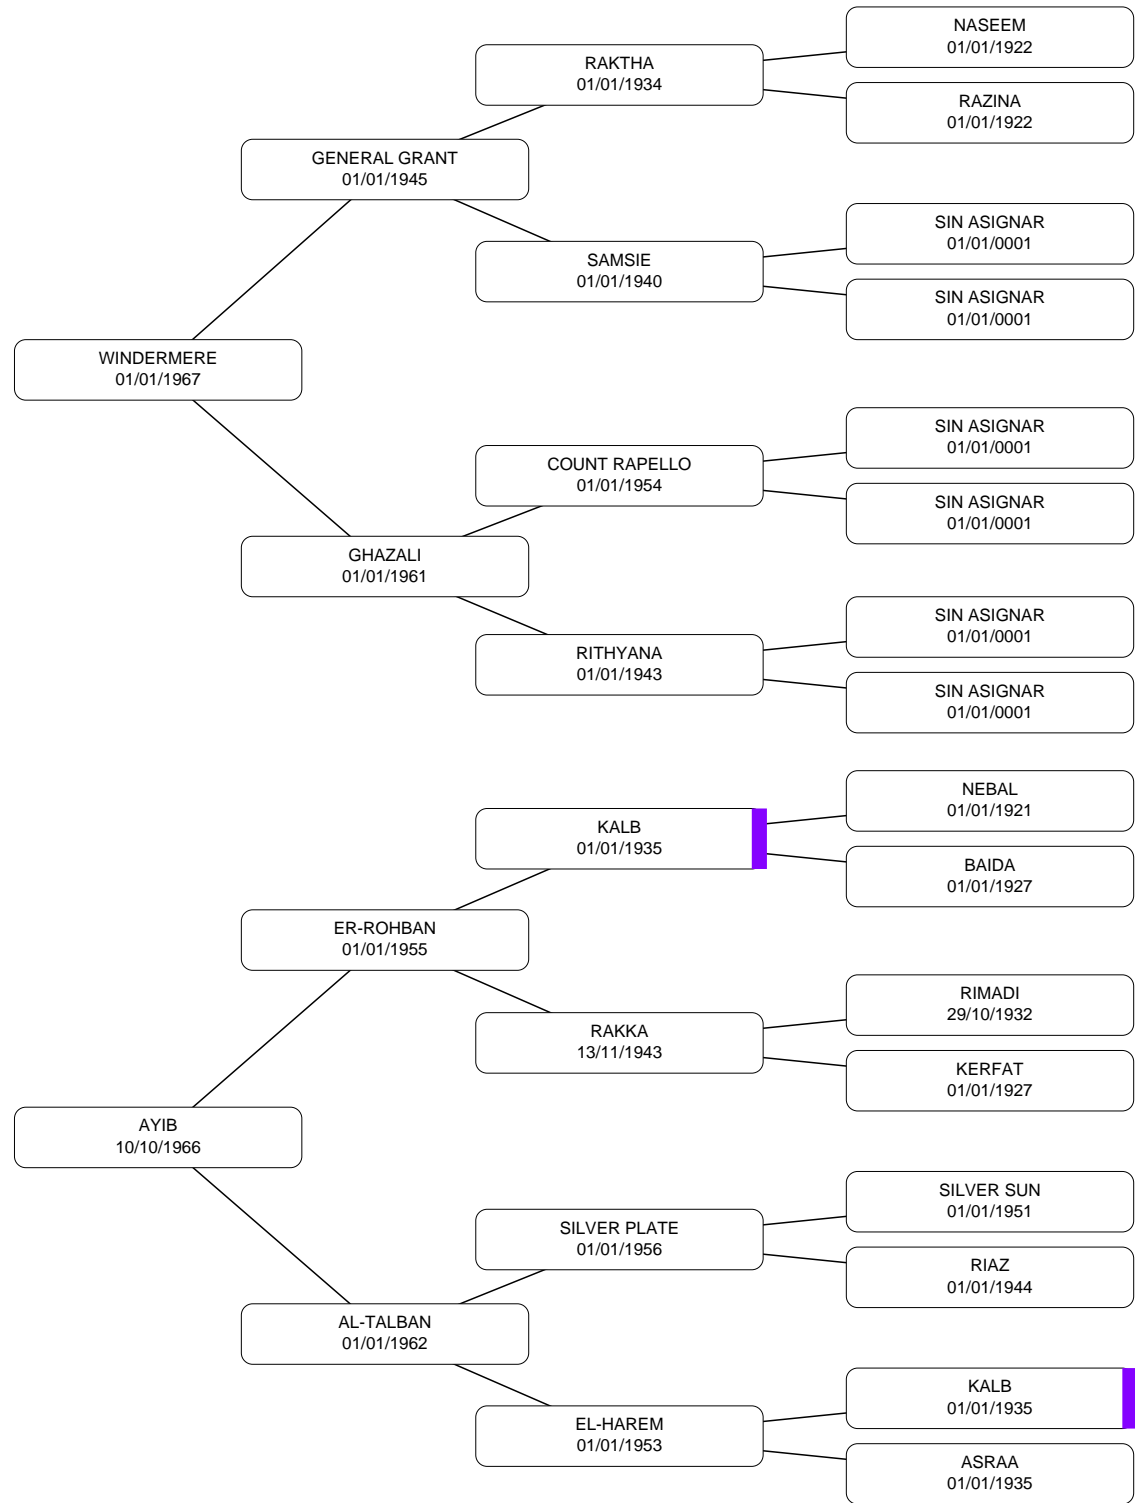 NASEEM
01/01/1922
RAKTHA
01/01/1934
RAZINA
01/01/1922
GENERAL GRANT
01/01/1945
SIN ASIGNAR
01/01/0001
SAMSIE
01/01/1940
SIN ASIGNAR
01/01/0001
WINDERMERE
01/01/1967
SIN ASIGNAR
01/01/0001
COUNT RAPELLO
01/01/1954
SIN ASIGNAR
01/01/0001
GHAZALI
01/01/1961
SIN ASIGNAR
01/01/0001
RITHYANA
01/01/1943
SIN ASIGNAR
01/01/0001
NEBAL
01/01/1921
KALB
01/01/1935
BAIDA
01/01/1927
ER-ROHBAN
01/01/1955
RIMADI
29/10/1932
RAKKA
13/11/1943
KERFAT
01/01/1927
AYIB
10/10/1966
SILVER SUN
01/01/1951
SILVER PLATE
01/01/1956
RIAZ
01/01/1944
AL-TALBAN
01/01/1962
KALB
01/01/1935
EL-HAREM
01/01/1953
ASRAA
01/01/1935